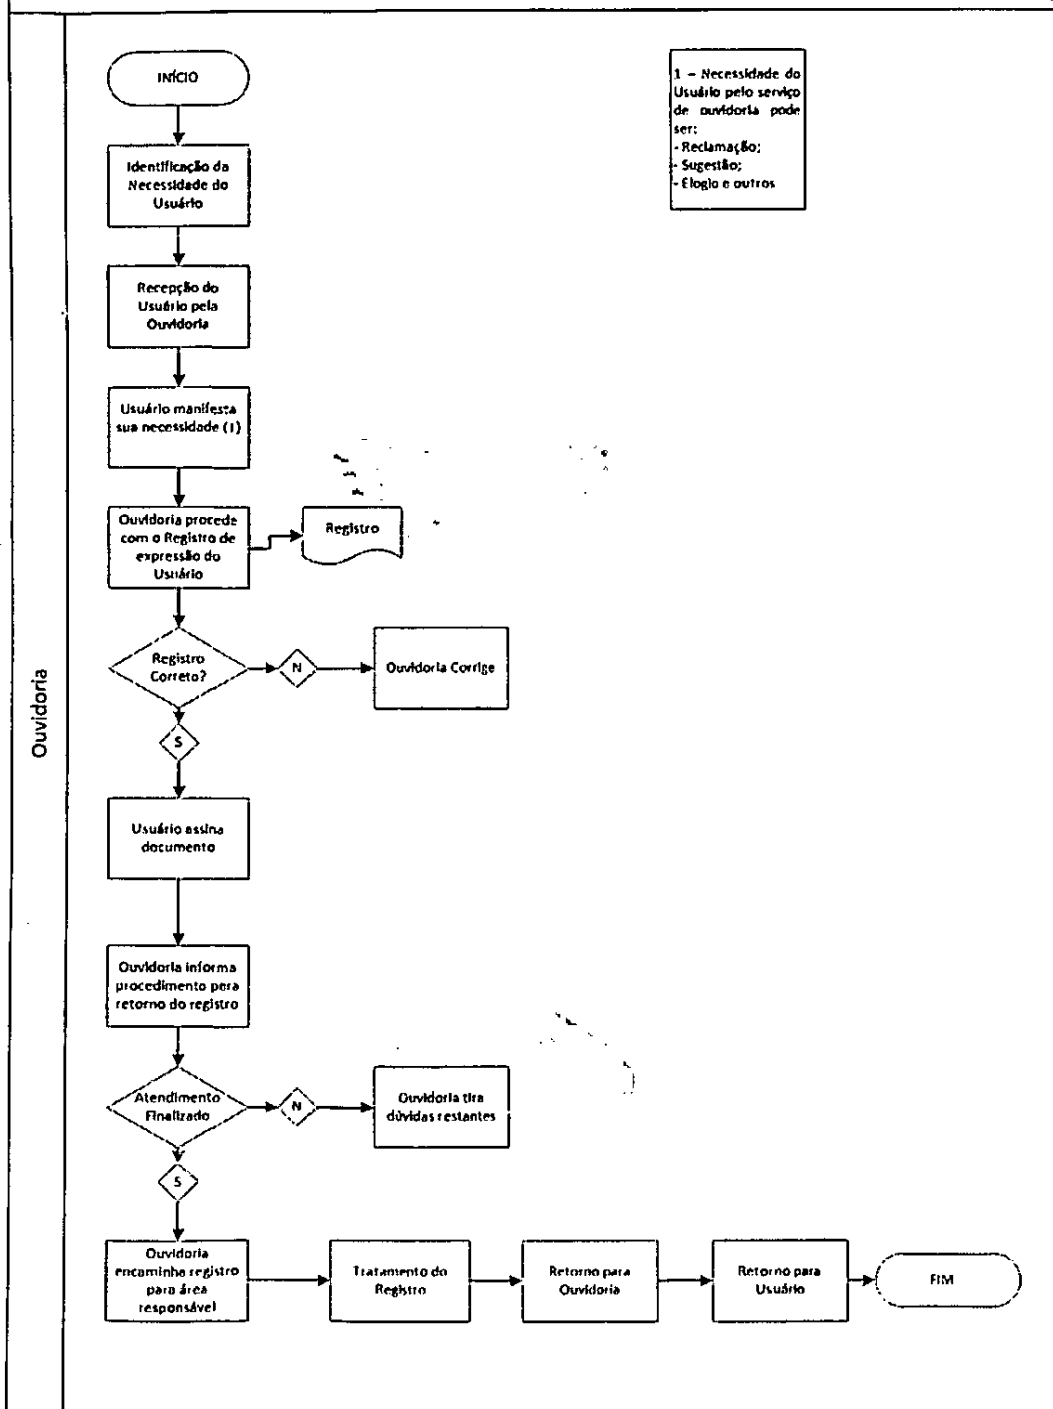 INÍCIO
1 – Necessidade do
Usuário pelo serviço
de ouvidoria pode
ser:
- Reclamação;
- Sugestão;
- Elogio e outros
Identificação da
Necessidade do
Usuário
Recepção do
Usuário pela
Ouvidoria
Usuário manifesta
sua necessidade (1)
Ouvidoria procede
com o Registro de
expressão do
Usuário
Registro
Registro
Correto?
N
Ouvidoria Corrige
S
Ouvidoria
Usuário assina
documento
Ouvidoria informa
procedimento para
retorno do registro
Atendimento
Finalizado
N
Ouvidoria tira
dúvidas restantes
S
Ouvidoria
encaminha registro
para área
responsável
Tratamento do
Registro
Retorno para
Ouvidoria
Retorno para
Usuário
FIM